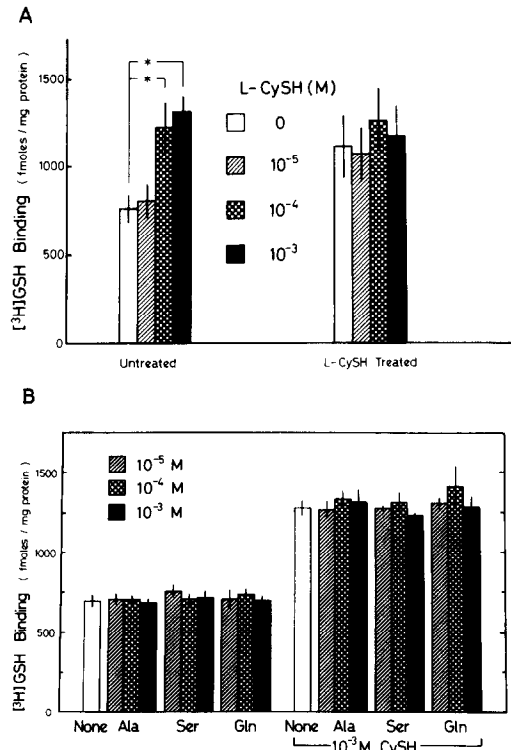 A
[³H]GSH Binding ( fmoles / mg protein )
1500
1000
500
0
*
*
L-CySH (M)
0
10⁻⁵
10⁻⁴
10⁻³
Untreated
L-CySH Treated
B
[³H]GSH Binding ( fmoles / mg protein )
1500
1000
500
0
10⁻⁵ M
10⁻⁴ M
10⁻³ M
None Ala Ser Gln None Ala Ser Gln
10⁻³M CySH